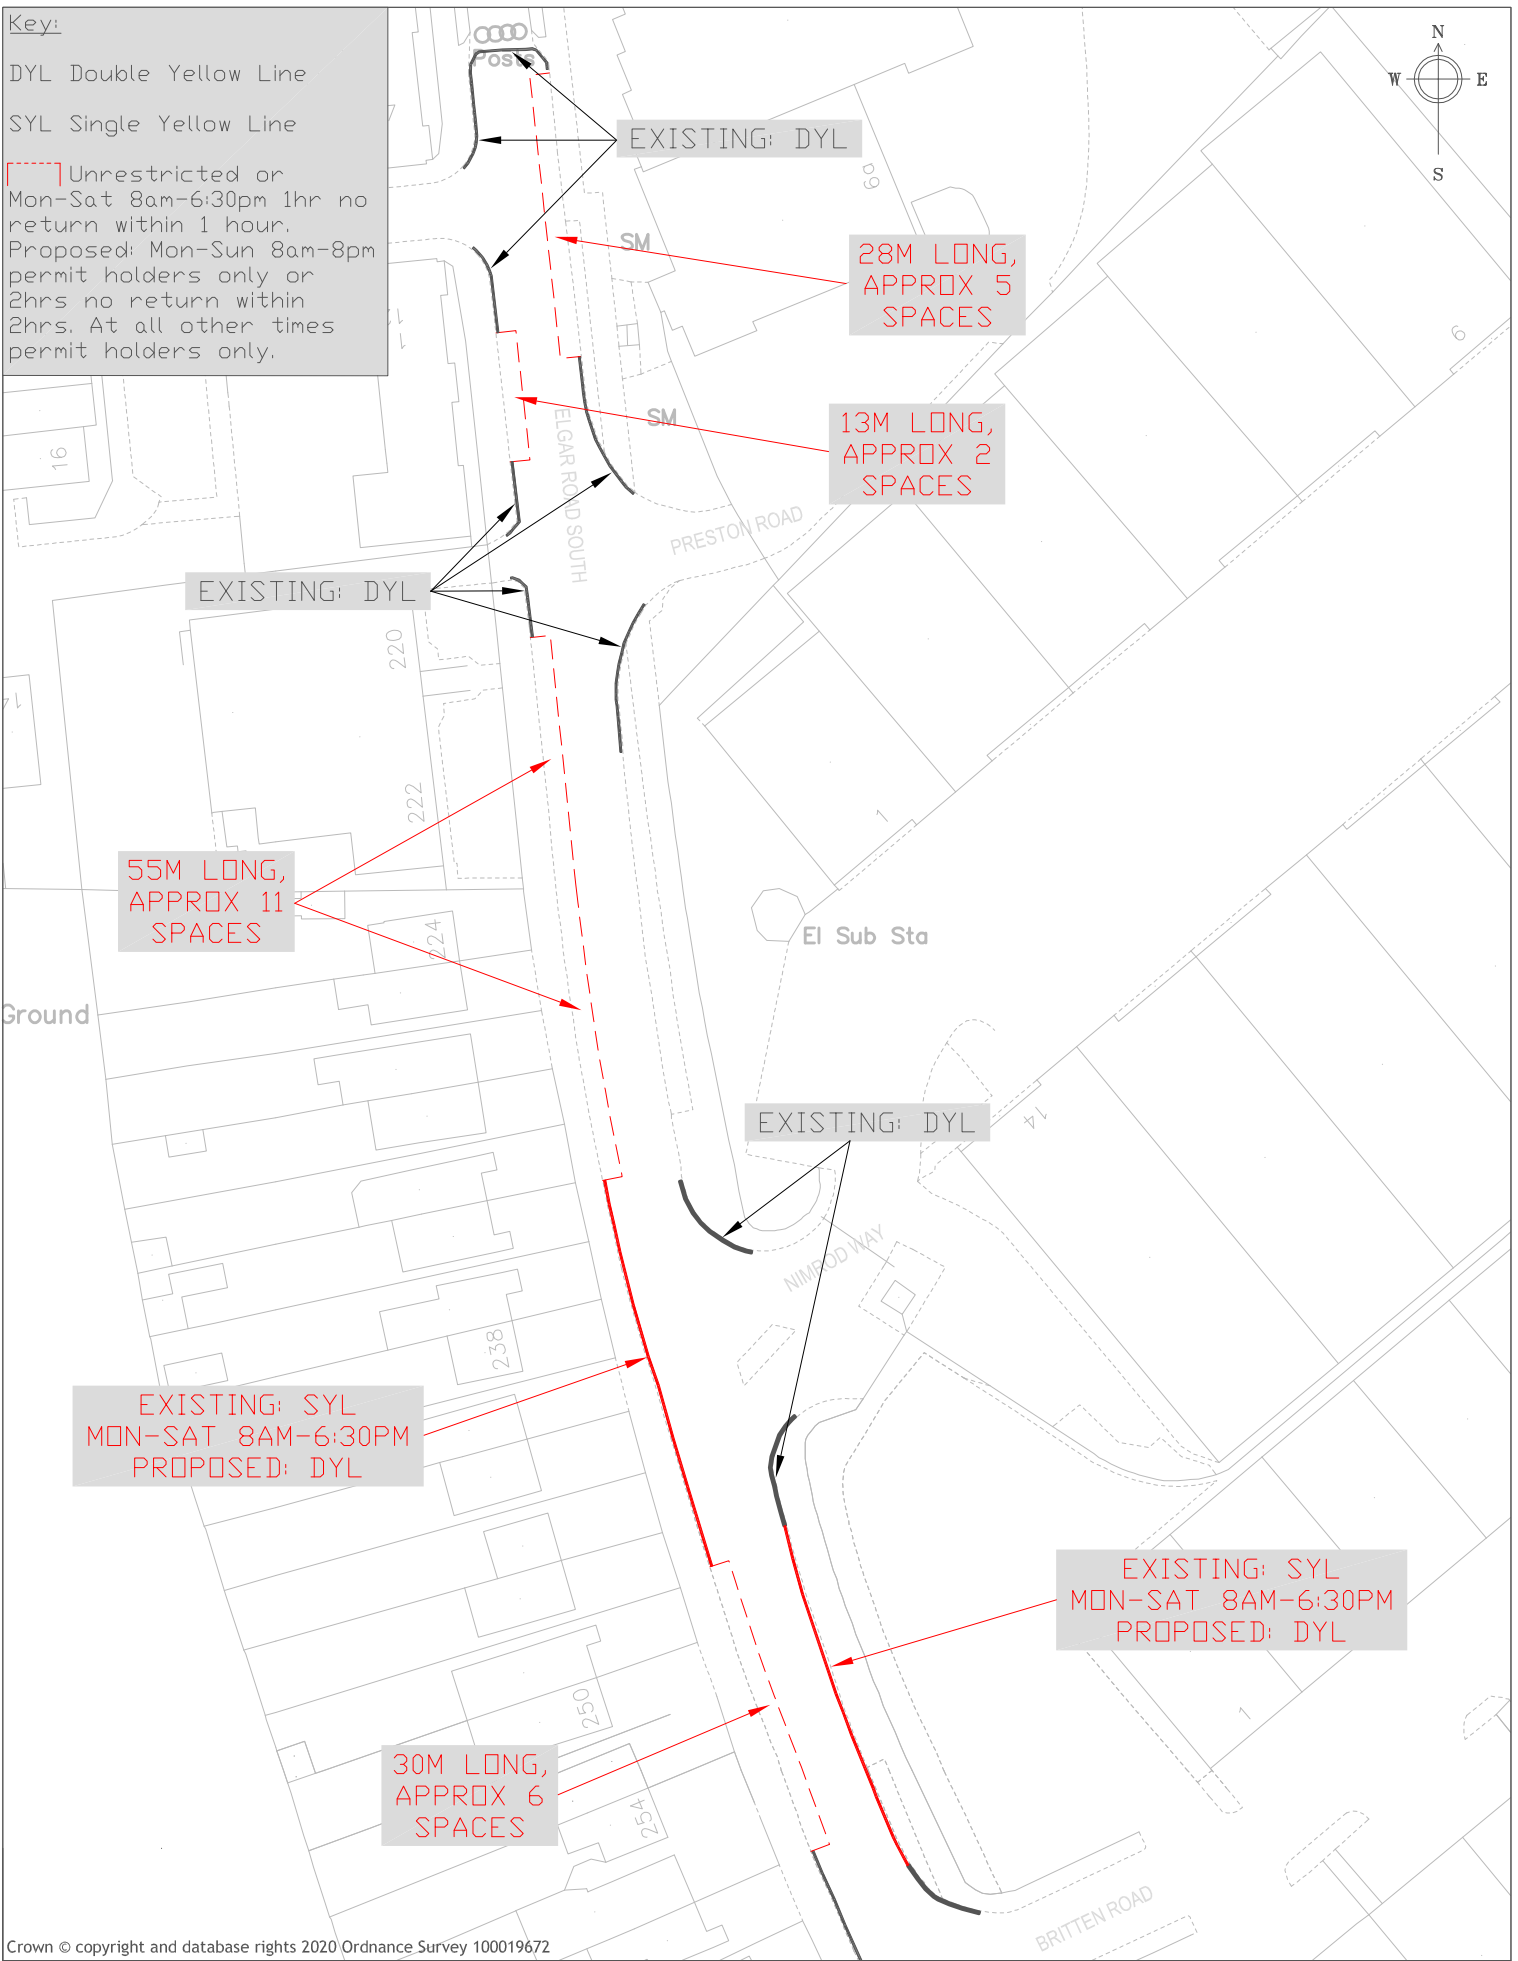 Key:
DYL Double Yellow Line
SYL Single Yellow Line
Unrestricted or
Mon-Sat 8am-6:30pm 1hr no
return within 1 hour.
Proposed: Mon-Sun 8am-8pm
permit holders only or
2hrs no return within
2hrs. At all other times
permit holders only.
Posts
N
W
E
S
EXISTING: DYL
9a
SM
28M LONG,
APPROX 5
SPACES
11
6
SM
13M LONG,
APPROX 2
SPACES
16
ELGAR ROAD SOUTH
PRESTON ROAD
EXISTING: DYL
220
222
1
55M LONG,
APPROX 11
SPACES
224
El Sub Sta
Ground
EXISTING: DYL
14
NIMROD WAY
238
EXISTING: SYL
MON-SAT 8AM-6:30PM
PROPOSED: DYL
EXISTING: SYL
MON-SAT 8AM-6:30PM
PROPOSED: DYL
250
1
30M LONG,
APPROX 6
SPACES
254
BRITTEN ROAD
Crown © copyright and database rights 2020 Ordnance Survey 100019672